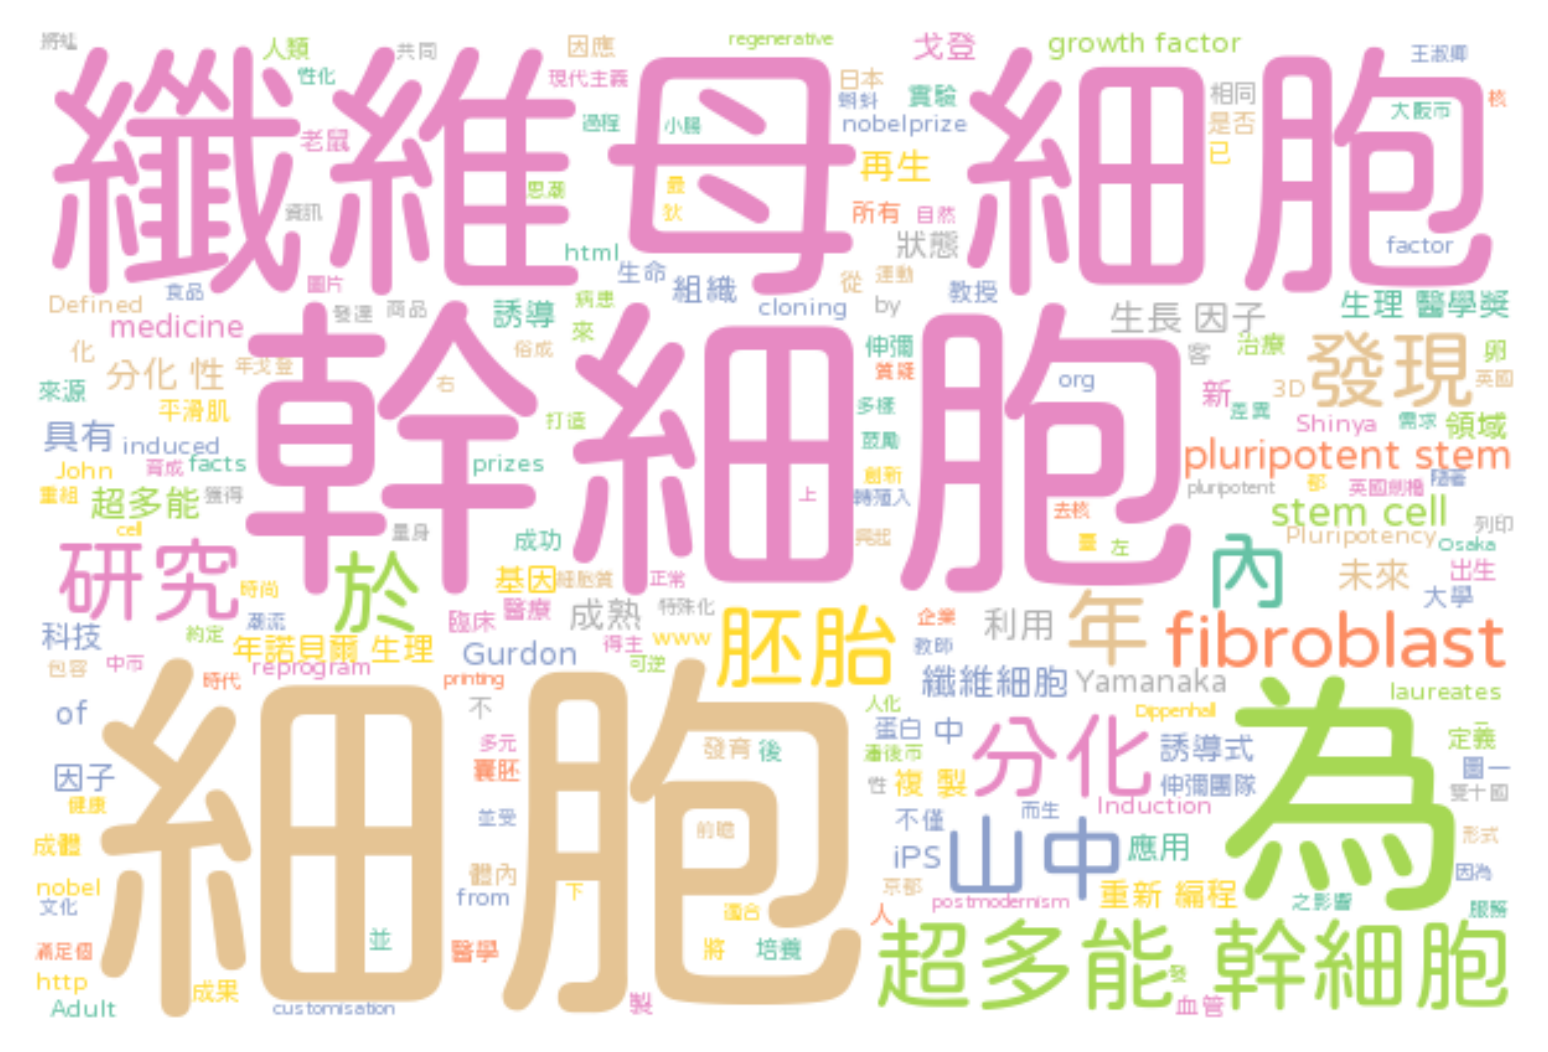 將蛙
人類
共同
因應
regenerative
戈登
growth factor
王淑卿
性化
現代主義
日本
蝌蚪
實驗
相同
核
大阪市
纖維母細胞
老鼠
過程
小腸
nobelprize
是否
已
再生
思潮
最
狄
資訊
所有
目然
狀態
factor
html
生命
組織
從
運動
教授
圖片
食品
Defined
病患
cloning
by
生長 因子
生理 醫學獎
medicine
發達
商品
誘導
來
伸彌
客
治療
發現
卵
化
分化 性
年戈登
俗成
幹細胞
質疑
org
英國
來源
右
新
3D
平滑肌
打造
多樣
差異
Shinya
需求
領域
具有
induced
鼓勵
John
育成
facts
prizes
創新
pluripotent stem
重組
超多能
獲得
上
轉殖入
pluripotent
都
英國劍橋
隨著
cell
量身
去核
stem cell
列印
研究
成功
興起
臺
左
Pluripotency
Osaka
於
基因
細胞質
正常
內
未來
出生
時尚
大學
科技
潮流
臨床
醫療
成熟
特殊化
胚胎
企業
利用
年
fibroblast
約定
年諾貝爾 生理
Gurdon
得主
www
教師
包容
中市
reprogram
可逆
纖維細胞
Yamanaka
laureates
時代
printing
細胞
of
不
人化
Dippenhall
為
多元
發育
後
蛋白
中
分化
誘導式
定義
潘後市
因子
囊胚
性
複 製
伸彌團隊
圖一
雙十國
健康
並受
前瞻
不僅
而生
Induction
成體
iPS
山中
應用
形式
體內
因為
nobel
from
下
京都
重新 編程
文化
適合
人
postmodernism
之影響
服務
並
滿足個
醫學
將
培養
超多能 幹細胞
發
http
成果
Adult
customisation
製
血管